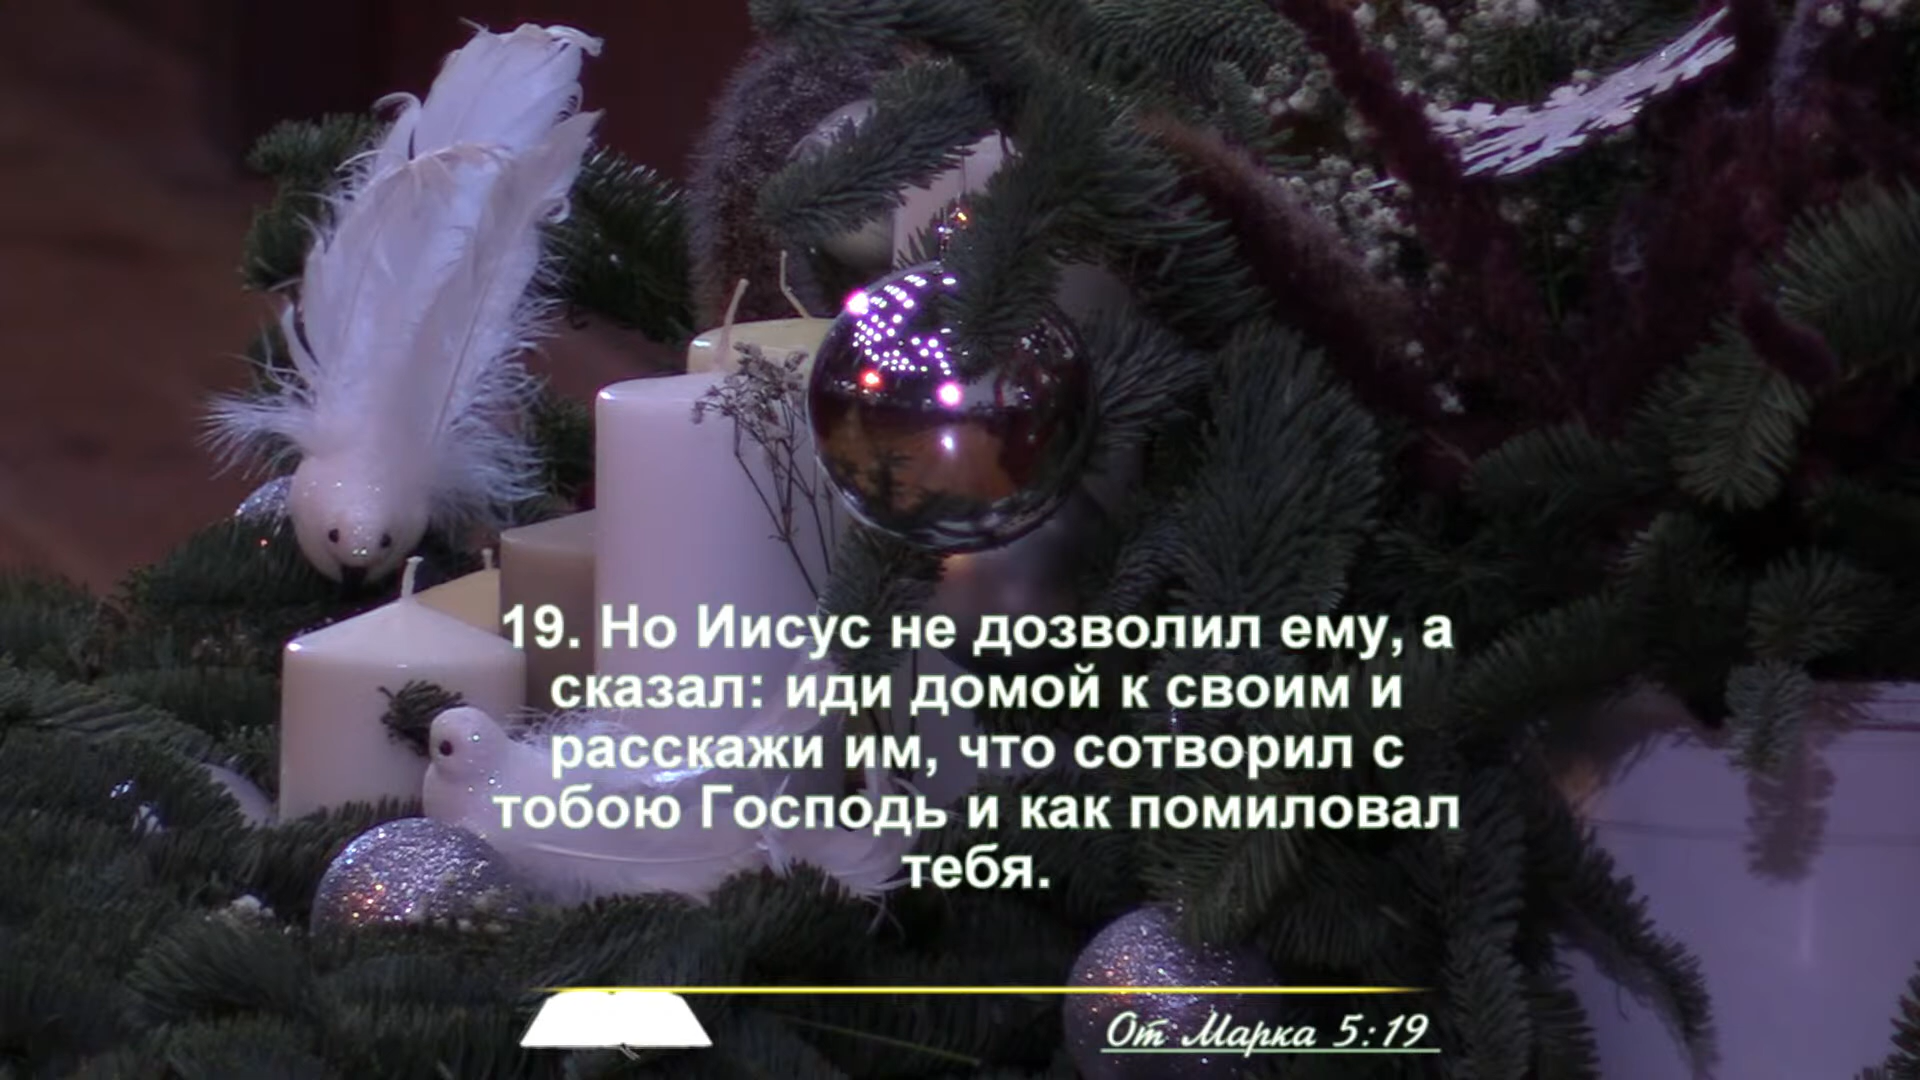 19. Но Иисус не дозволил ему, а
сказал: иди домой к своим и
расскажи им, что сотворил с
тобою Господь и как помиловал
тебя.
От Марка 5:19